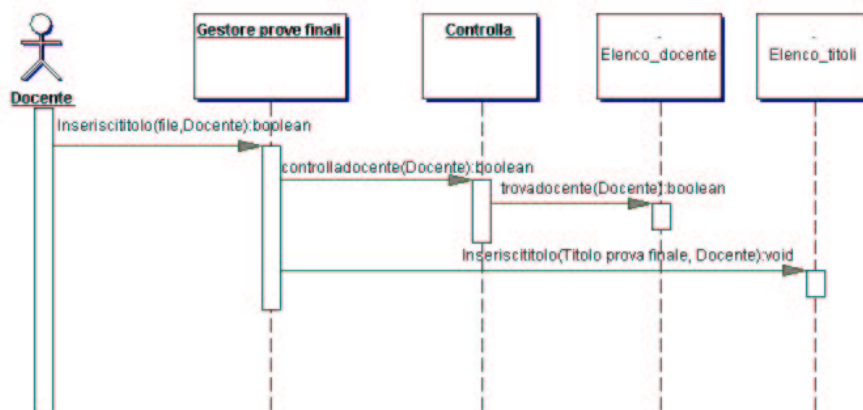 Gestore prove finali
Controlla
Elenco_docente
Elenco_titoli
Docente
Inseriscititolo(file,Docente):boolean
controlladocente(Docente):boolean
trovadocente(Docente):boolean
Inseriscititolo(Titolo prova finale, Docente):void